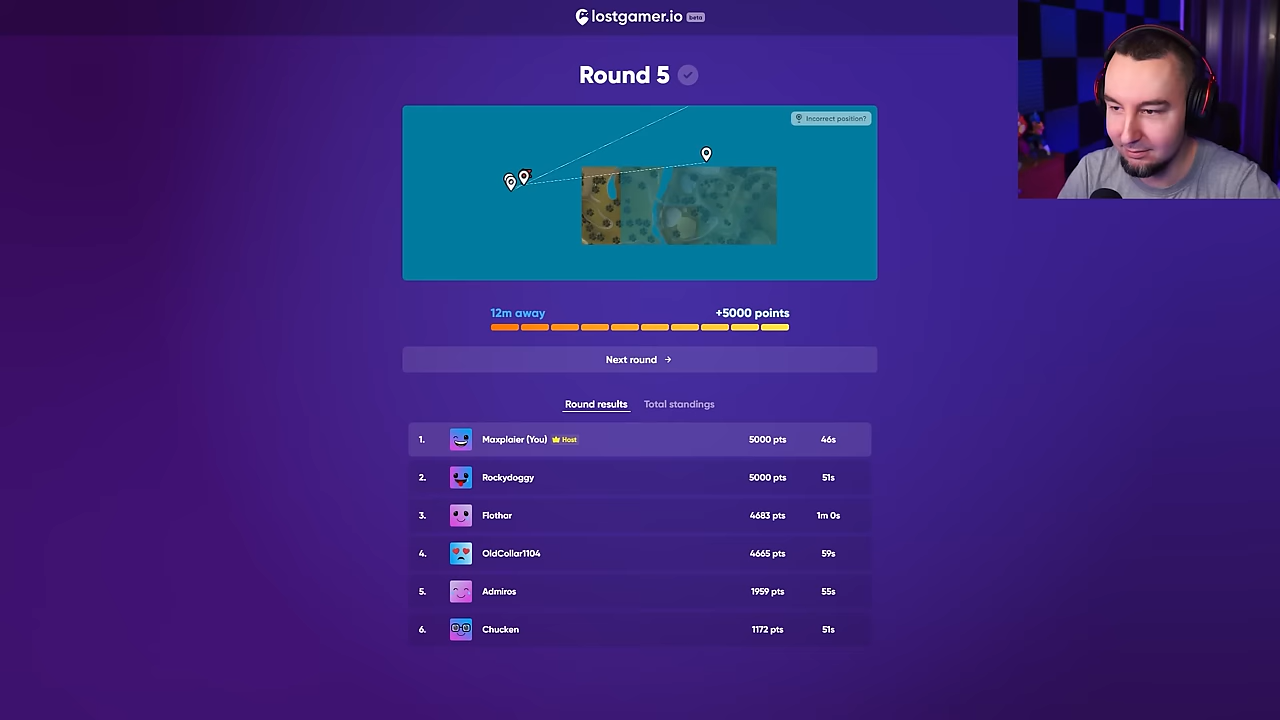 lostgamer.io beta
Round 5
Incorrect position?
12m away +5000 points
Next round →
Round results Total standings
1. Maxplaier (You) Host 5000 pts 46s
2. Rockydoggy 5000 pts 51s
3. Flothar 4683 pts 1m 0s
4. OldCollar1104 4665 pts 59s
5. Admiros 1959 pts 55s
6. Chucken 1172 pts 51s